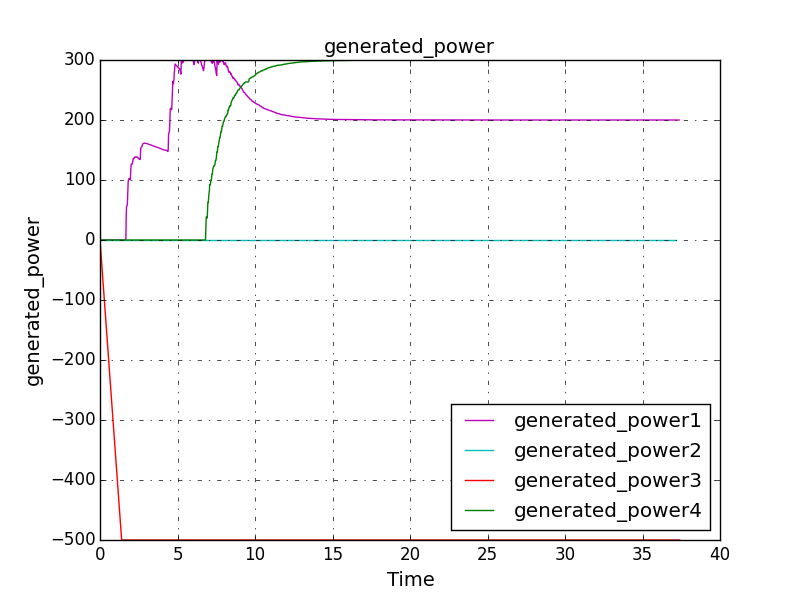 generated_power
300
200
100
0
−100
−200
−300
−400
−500
generated_power
generated_power1
generated_power2
generated_power3
generated_power4
0 5 10 15 20 25 30 35 40
Time